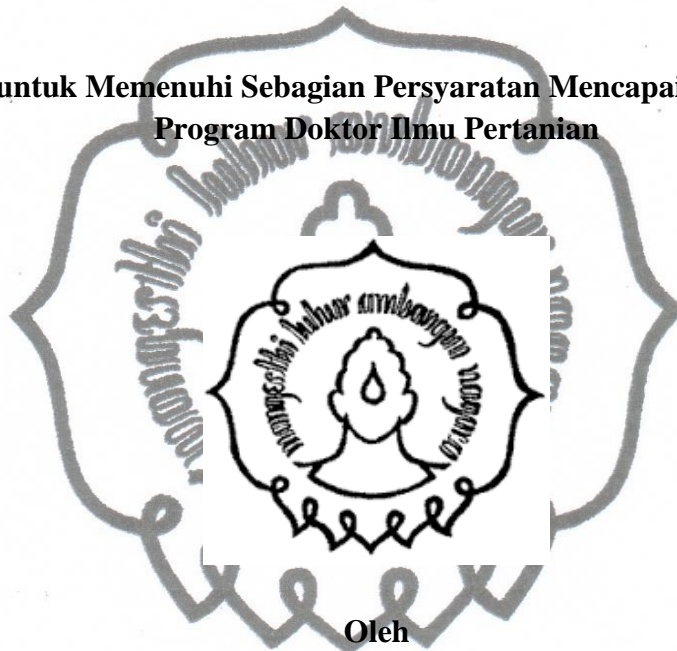 untuk Memenuhi Sebagian Persyaratan Mencapai
Program Doktor Ilmu Pertanian
mangesthi luhur ambangun nagara
Oleh